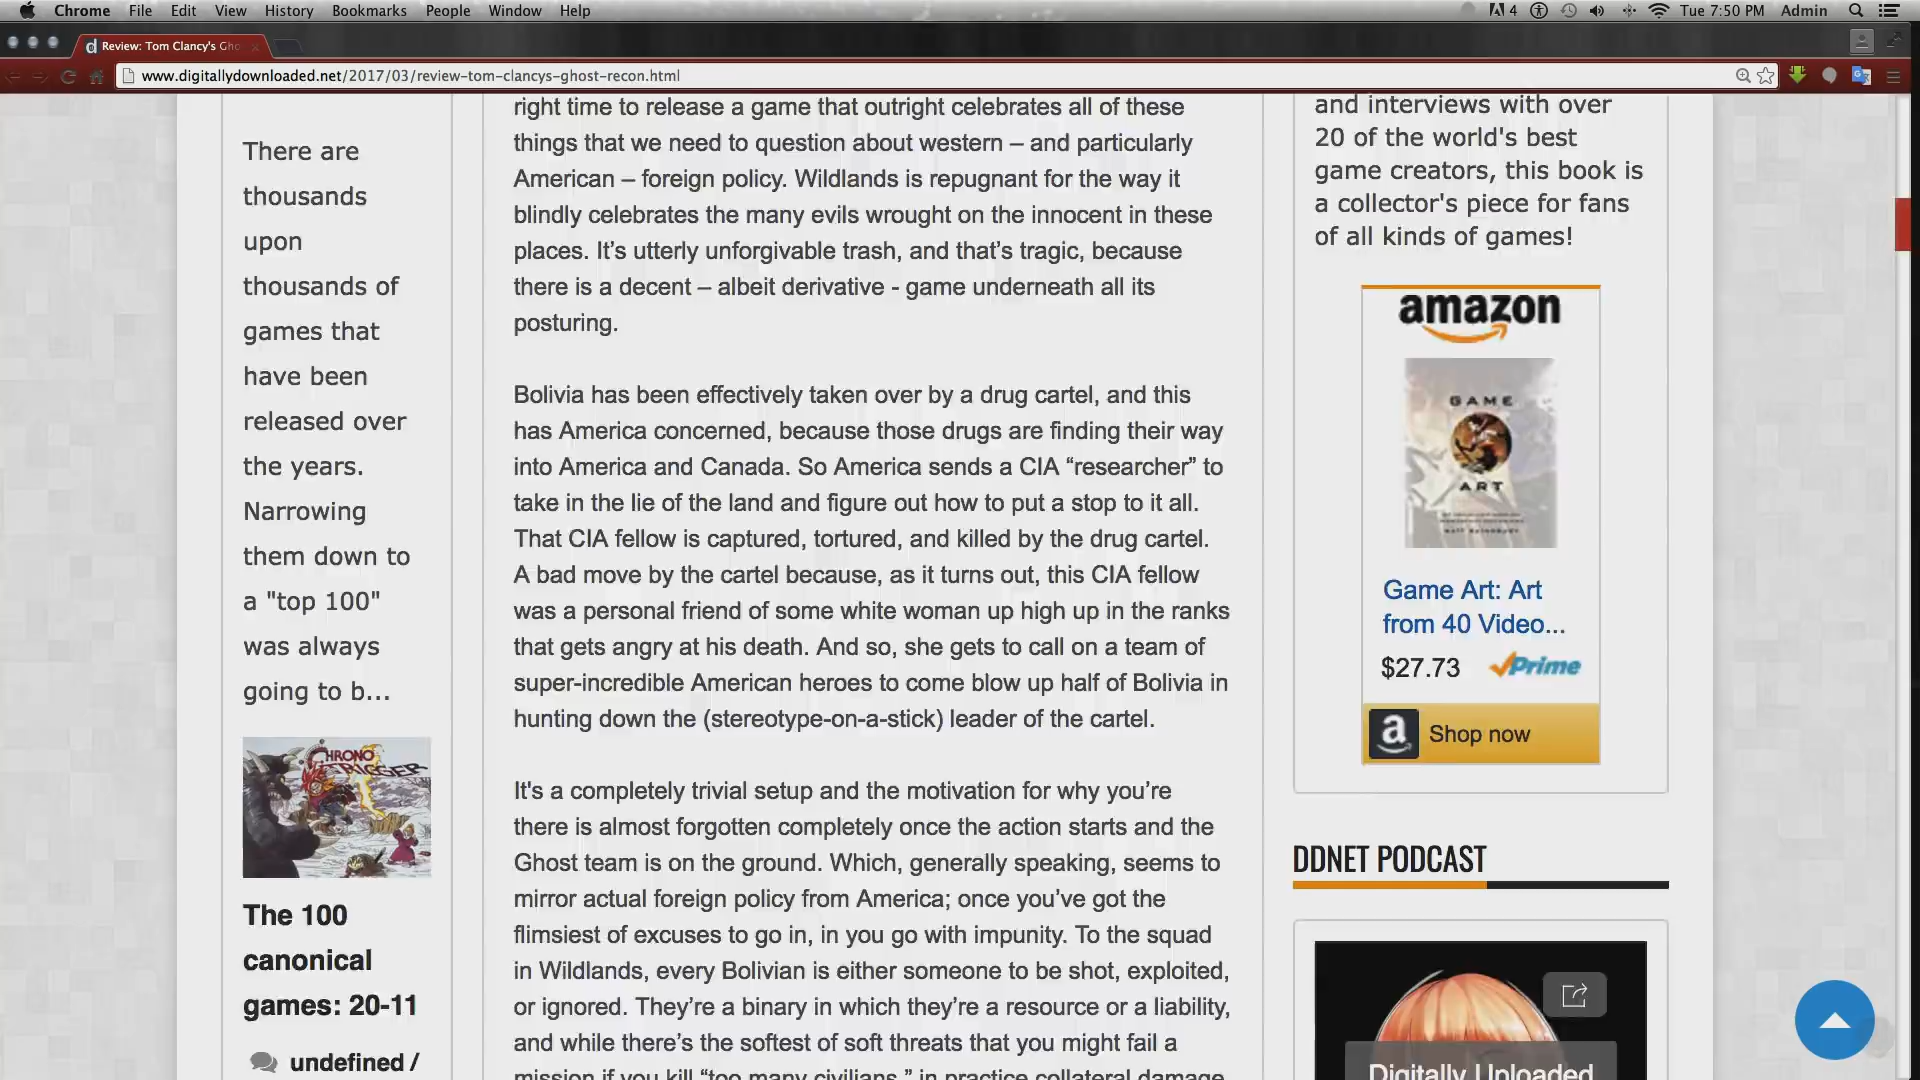 Chrome File Edit View History Bookmarks People Window Help
4 Tue 7:50 PM Admin
Review: Tom Clancy's Gho
www.digitallydownloaded.net/2017/03/review-tom-clancys-ghost-recon.html
There are
thousands
upon
thousands of
games that
have been
released over
the years.
Narrowing
them down to
a "top 100"
was always
going to b...
CHRONO
TRIGGER
The 100
canonical
games: 20-11
undefined /
right time to release a game that outright celebrates all of these
things that we need to question about western – and particularly
American – foreign policy. Wildlands is repugnant for the way it
blindly celebrates the many evils wrought on the innocent in these
places. It’s utterly unforgivable trash, and that’s tragic, because
there is a decent – albeit derivative - game underneath all its
posturing.
Bolivia has been effectively taken over by a drug cartel, and this
has America concerned, because those drugs are finding their way
into America and Canada. So America sends a CIA “researcher” to
take in the lie of the land and figure out how to put a stop to it all.
That CIA fellow is captured, tortured, and killed by the drug cartel.
A bad move by the cartel because, as it turns out, this CIA fellow
was a personal friend of some white woman up high up in the ranks
that gets angry at his death. And so, she gets to call on a team of
super-incredible American heroes to come blow up half of Bolivia in
hunting down the (stereotype-on-a-stick) leader of the cartel.
It's a completely trivial setup and the motivation for why you’re
there is almost forgotten completely once the action starts and the
Ghost team is on the ground. Which, generally speaking, seems to
mirror actual foreign policy from America; once you’ve got the
flimsiest of excuses to go in, in you go with impunity. To the squad
in Wildlands, every Bolivian is either someone to be shot, exploited,
or ignored. They’re a binary in which they’re a resource or a liability,
and while there’s the softest of soft threats that you might fail a
mission if you kill “too many civilians,” in practice collateral damage
and interviews with over
20 of the world's best
game creators, this book is
a collector's piece for fans
of all kinds of games!
amazon
GAME
ART
Game Art: Art
from 40 Video...
$27.73 Prime
a Shop now
DDNET PODCAST
Digitally Uploaded